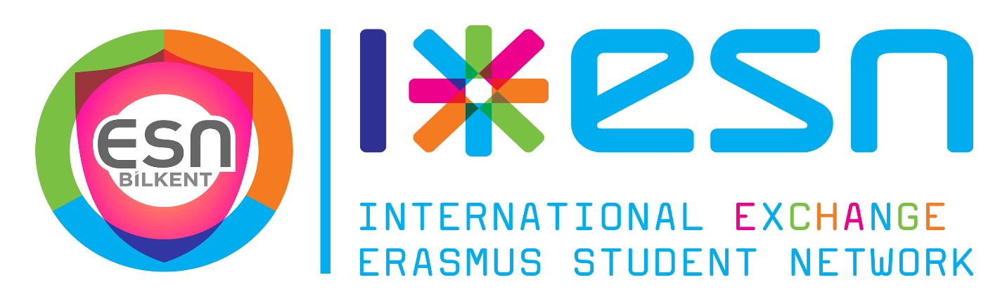 esn
BİLKENT
I esn
INTERNATIONAL EXCHANGE
ERASMUS STUDENT NETWORK